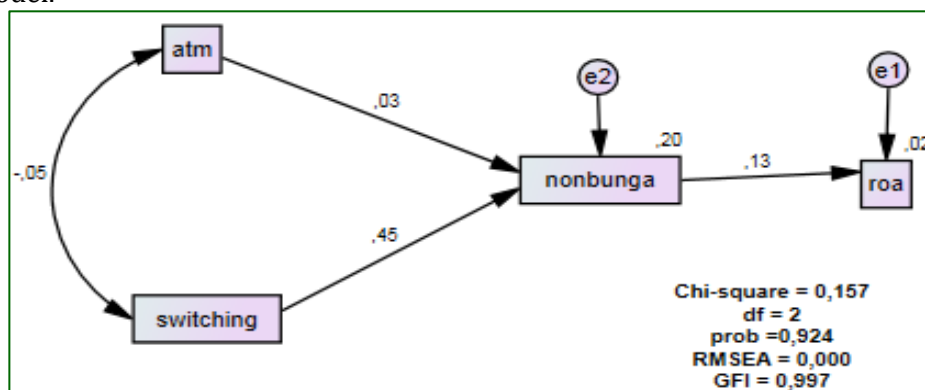 atm
e2
e1
,03
,20
,02
nonbunga
,13
roa
-,05
,45
switching
Chi-square = 0,157
df = 2
prob =0,924
RMSEA = 0,000
GFI = 0,997